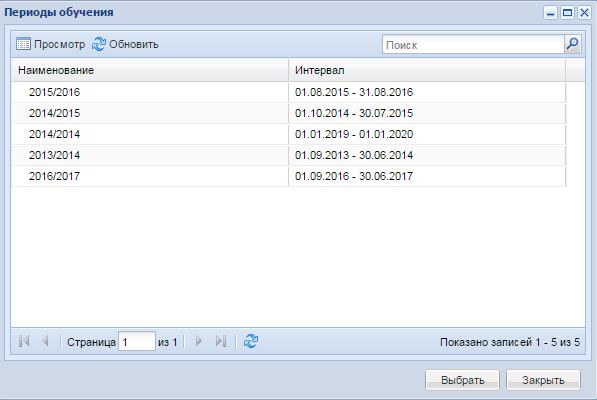 Периоды обучения
Просмотр Обновить Поиск
Наименование Интервал
2015/2016 01.08.2015 - 31.08.2016
2014/2015 01.10.2014 - 30.07.2015
2014/2014 01.01.2019 - 01.01.2020
2013/2014 01.09.2013 - 30.06.2014
2016/2017 01.09.2016 - 30.06.2017
Страница 1 из 1 Показано записей 1 - 5 из 5
Выбрать Закрыть